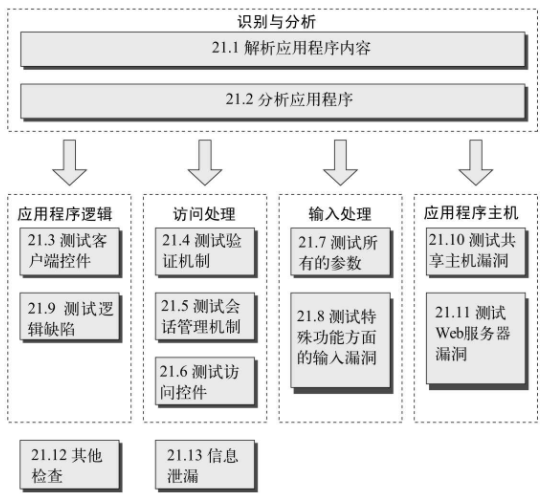 识别与分析
21.1 解析应用程序内容
21.2 分析应用程序
应用程序逻辑
21.3 测试客
户端控件
21.9 测试逻
辑缺陷
访问处理
21.4 测试验
证机制
21.5 测试会
话管理机制
21.6 测试访
问控件
输入处理
21.7 测试所
有的参数
21.8 测试特
殊功能方面
的输入漏洞
应用程序主机
21.10 测试共
享主机漏洞
21.11 测试
Web服务器
漏洞
21.12 其他
检查
21.13 信息
泄漏